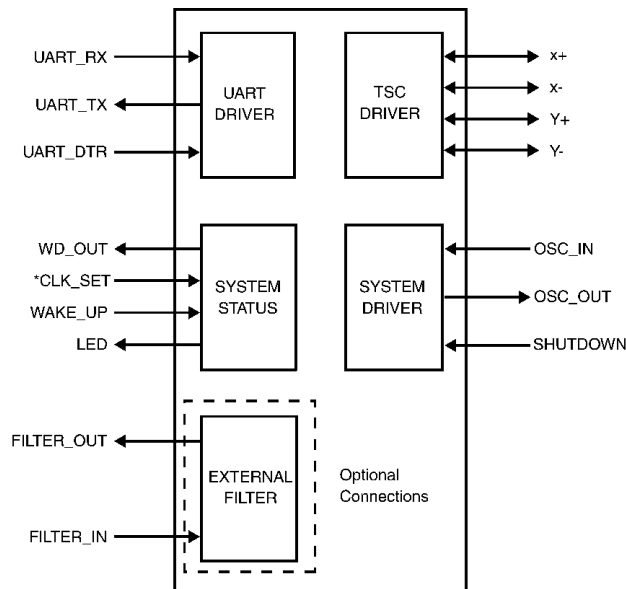 UART_RX
UART_TX
UART_DTR
UART
DRIVER
TSC
DRIVER
x+
x-
Y+
Y-
WD_OUT
*CLK_SET
WAKE_UP
LED
SYSTEM
STATUS
SYSTEM
DRIVER
OSC_IN
OSC_OUT
SHUTDOWN
FILTER_OUT
FILTER_IN
EXTERNAL
FILTER
Optional
Connections